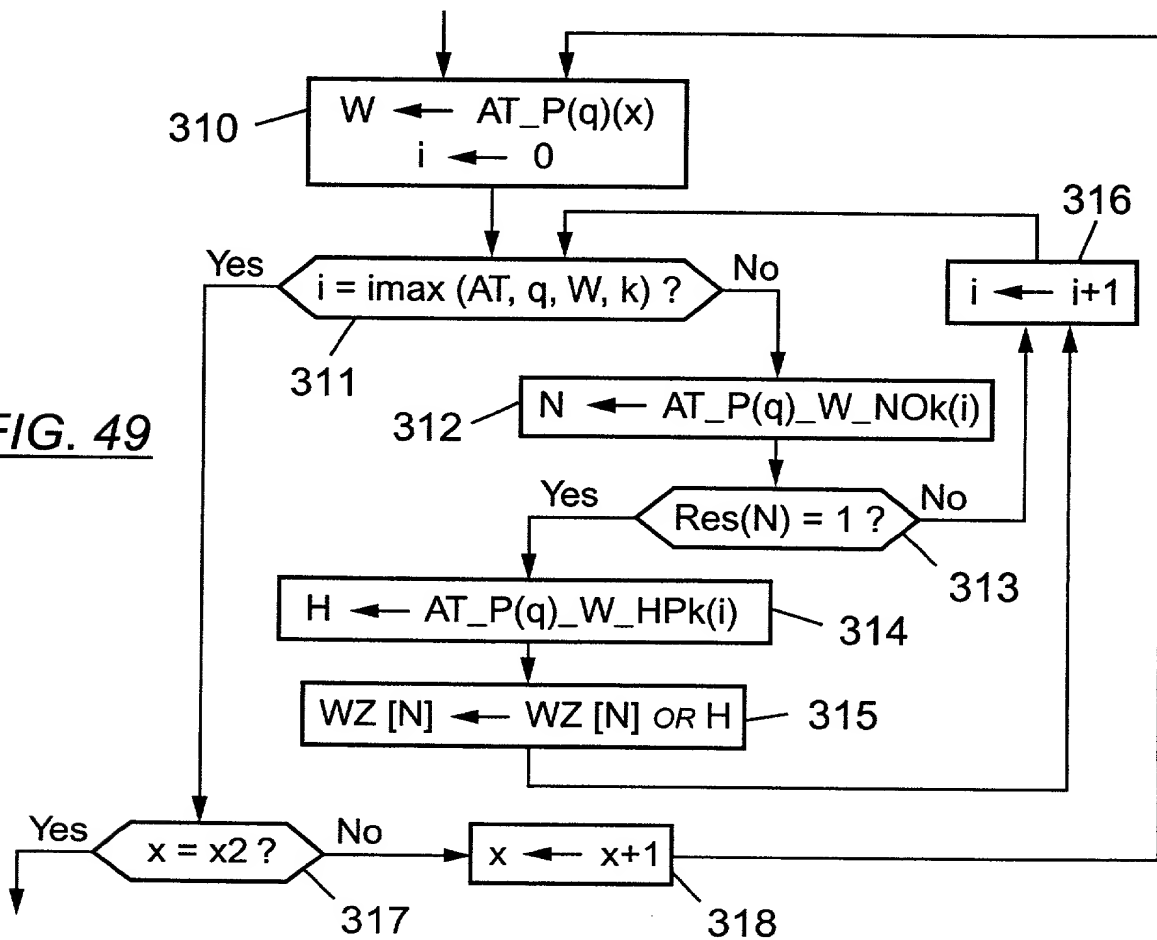 310
W ← AT_P(q)(x)
i ← 0
316
Yes
i = imax (AT, q, W, k) ?
No
i ← i+1
311
FIG. 49
312
N ← AT_P(q)_W_NOk(i)
Yes
Res(N) = 1 ?
No
313
H ← AT_P(q)_W_HPk(i)
314
WZ [N] ← WZ [N] OR H
315
Yes
x = x2 ?
No
x ← x+1
317
318